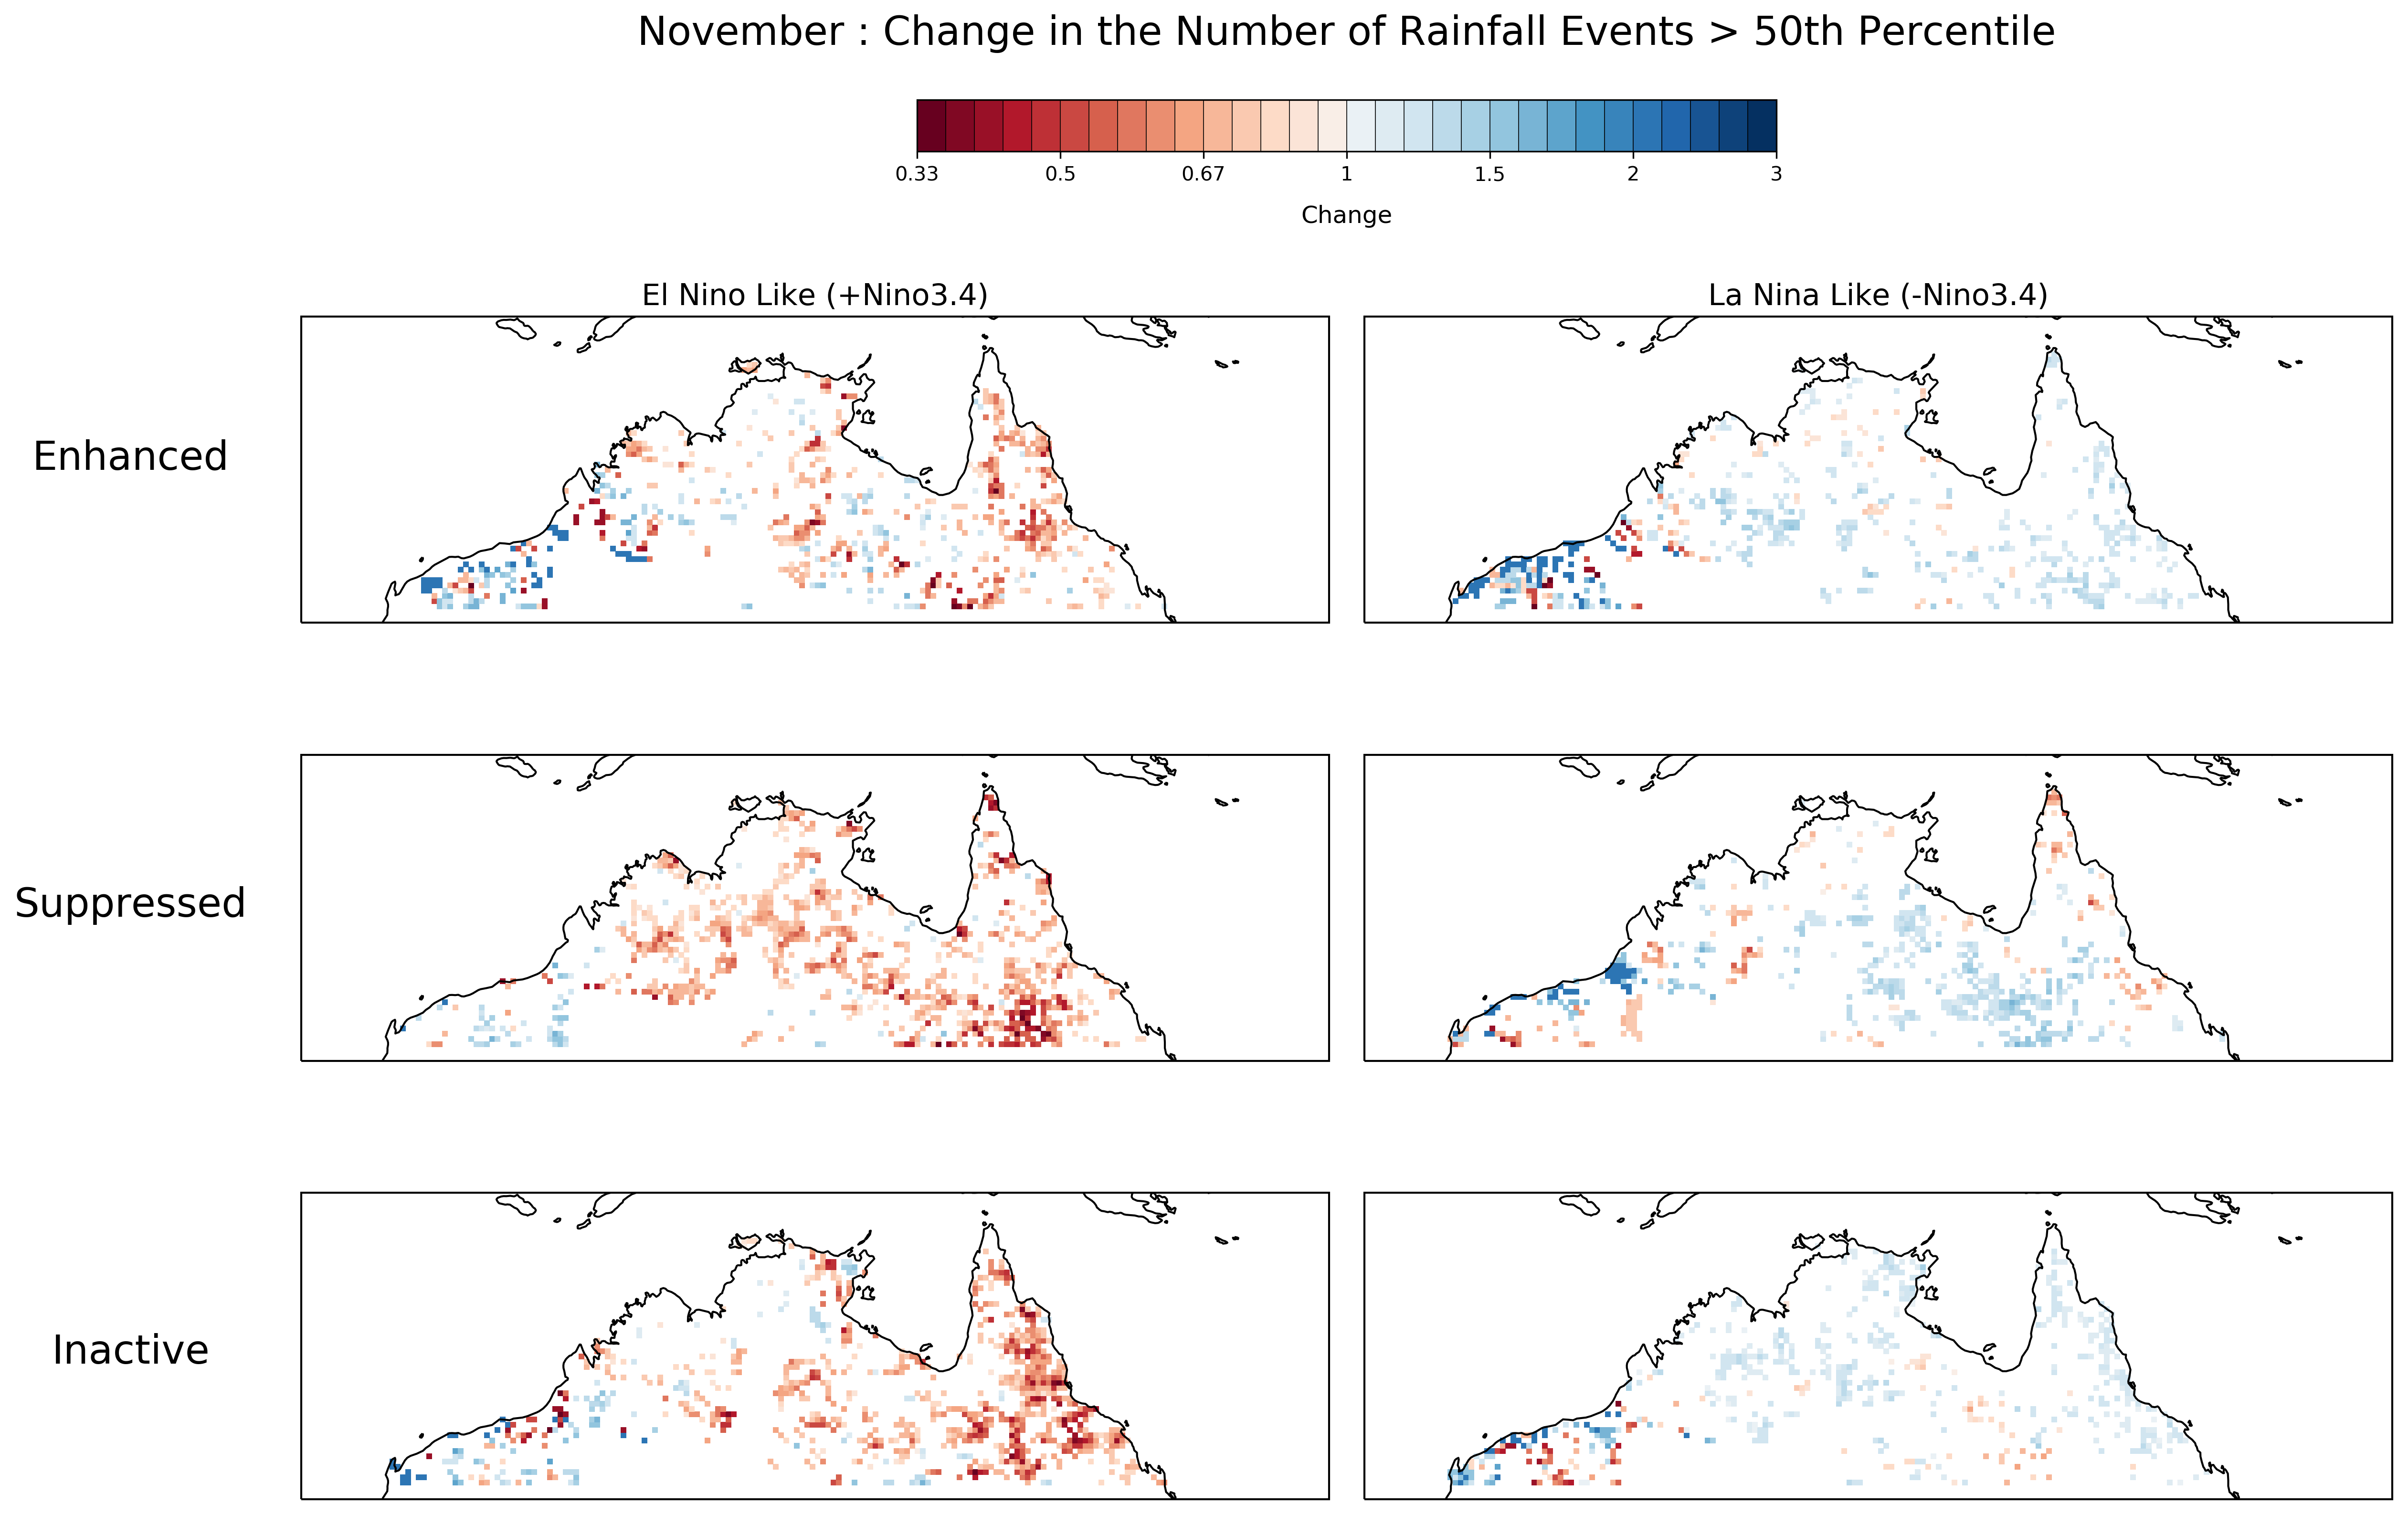 November : Change in the Number of Rainfall Events > 50th Percentile
0.33 0.5 0.67 1 1.5 2 3
Change
El Nino Like (+Nino3.4) La Nina Like (-Nino3.4)
Enhanced
Suppressed
Inactive